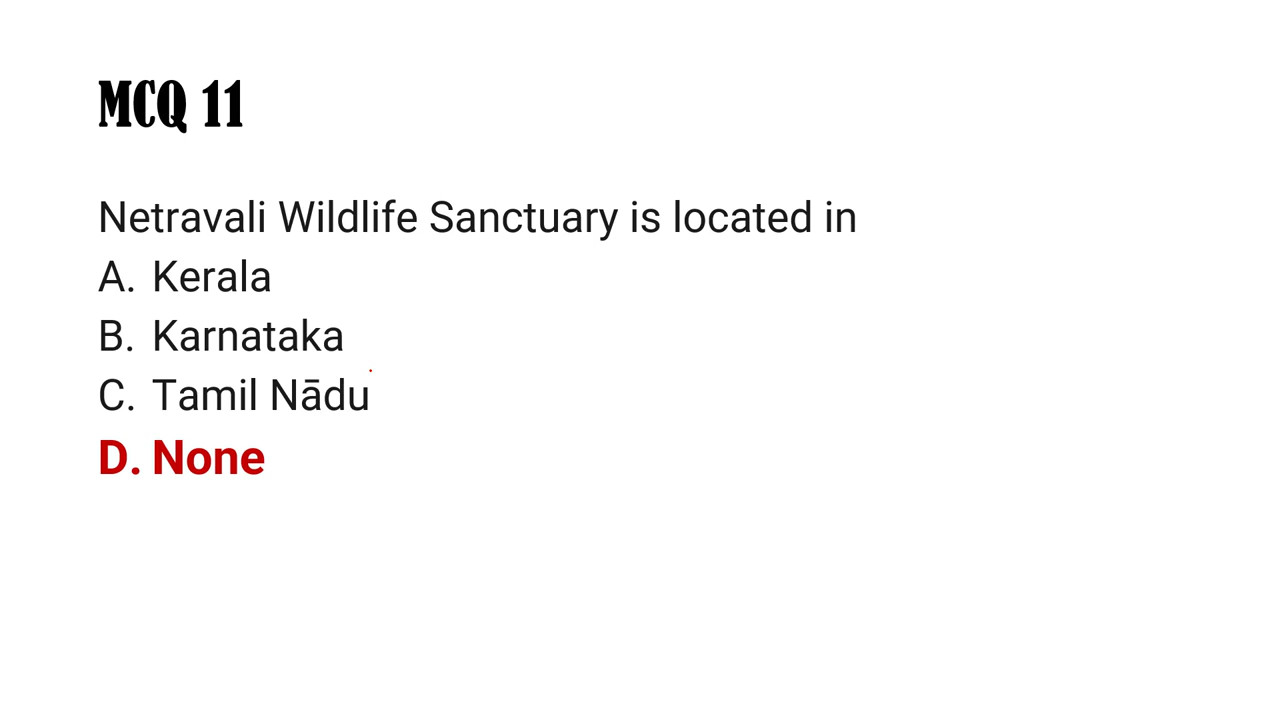 MCQ 11
Netravali Wildlife Sanctuary is located in
A. Kerala
B. Karnataka
C. Tamil Nādu
D. None